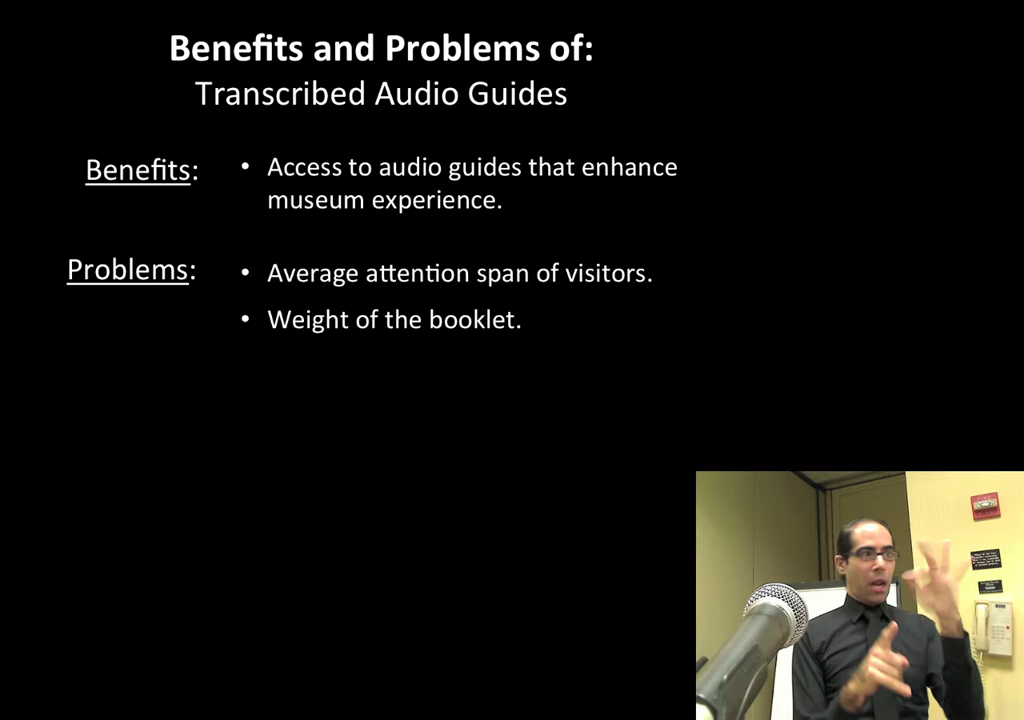 Benefits and Problems of:
Transcribed Audio Guides
Benefits:
• Access to audio guides that enhance
museum experience.
Problems:
• Average attention span of visitors.
• Weight of the booklet.